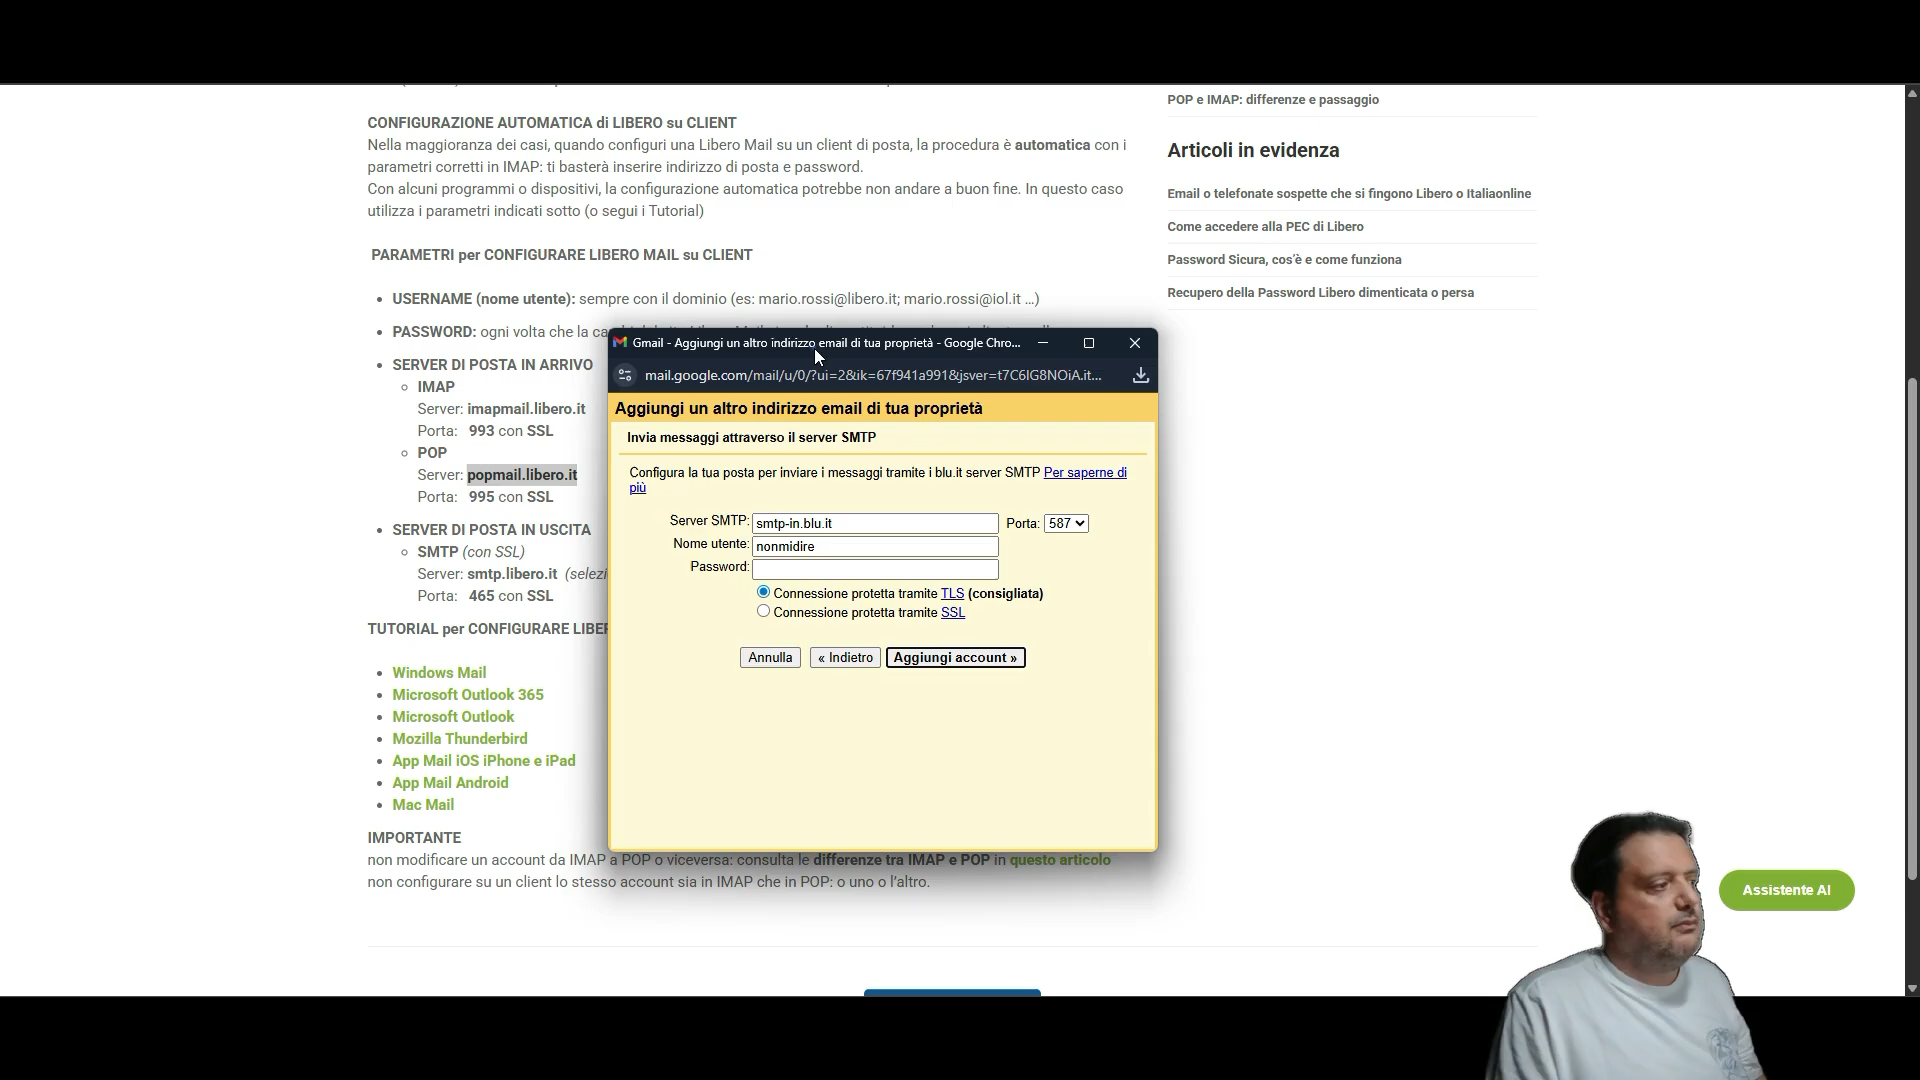 CONFIGURAZIONE AUTOMATICA di LIBERO su CLIENT
Nella maggioranza dei casi, quando configuri una Libero Mail su un client di posta, la procedura è automatica con i
parametri corretti in IMAP: ti basterà inserire indirizzo di posta e password.
Con alcuni programmi o dispositivi, la configurazione automatica potrebbe non andare a buon fine. In questo caso
utilizza i parametri indicati sotto (o segui i Tutorial)
PARAMETRI per CONFIGURARE LIBERO MAIL su CLIENT
USERNAME (nome utente): sempre con il dominio (es: mario.rossi@libero.it; mario.rossi@iol.it ...)
PASSWORD: ogni volta che la
SERVER DI POSTA IN ARRIVO
IMAP
Server: imapmail.libero.it
Porta: 993 con SSL
POP
Server: popmail.libero.it
Porta: 995 con SSL
SERVER DI POSTA IN USCITA
SMTP (con SSL)
Server: smtp.libero.it (selezi
Porta: 465 con SSL
TUTORIAL per CONFIGURARE LIBER
Windows Mail
Microsoft Outlook 365
Microsoft Outlook
Mozilla Thunderbird
App Mail iOS iPhone e iPad
App Mail Android
Mac Mail
IMPORTANTE
non modificare un account da IMAP a POP o viceversa: consulta le differenze tra IMAP e POP in questo articolo
non configurare su un client lo stesso account sia in IMAP che in POP: o uno o l'altro.
POP e IMAP: differenze e passaggio
Articoli in evidenza
Email o telefonate sospette che si fingono Libero o Italiaonline
Come accedere alla PEC di Libero
Password Sicura, cos'è e come funziona
Recupero della Password Libero dimenticata o persa
Gmail - Aggiungi un altro indirizzo email di tua proprietà - Google Chro...
mail.google.com/mail/u/0/?ui=2&ik=67f941a991&jsver=t7C6lG8NOiA.it...
Aggiungi un altro indirizzo email di tua proprietà
Invia messaggi attraverso il server SMTP
Configura la tua posta per inviare i messaggi tramite i blu.it server SMTP Per saperne di
più
Server SMTP: smtp-in.blu.it Porta: 587
Nome utente: nonmidire
Password:
Connessione protetta tramite TLS (consigliata)
Connessione protetta tramite SSL
Annulla « Indietro Aggiungi account »
Assistente AI